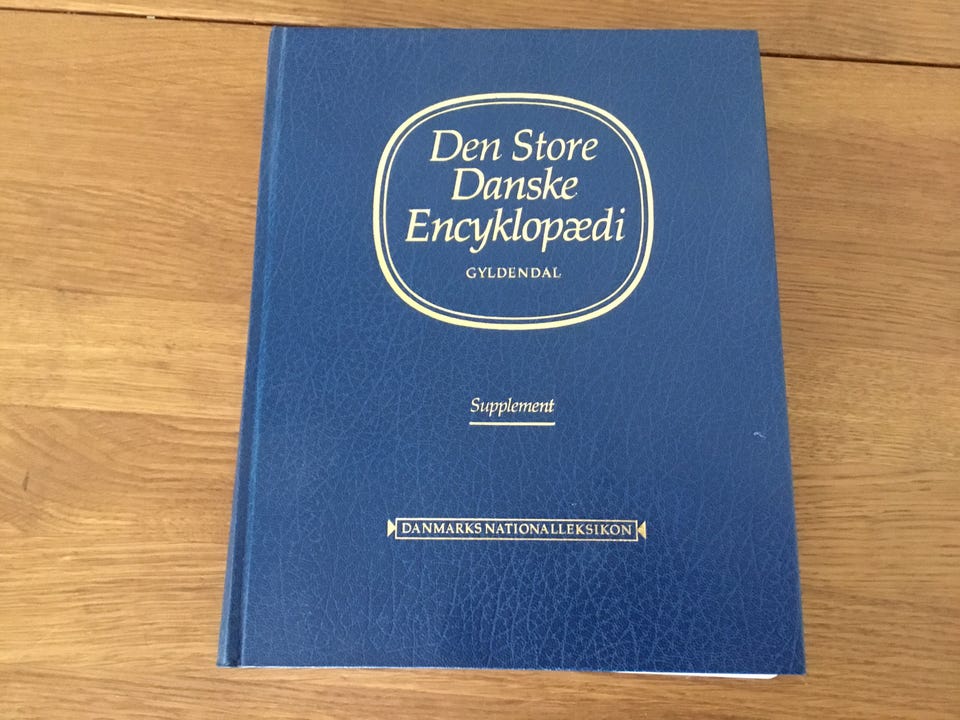 Den Store
Danske
Encyklopædi
GYLDENDAL
Supplement
DANMARKS NATIONALLEKSIKON